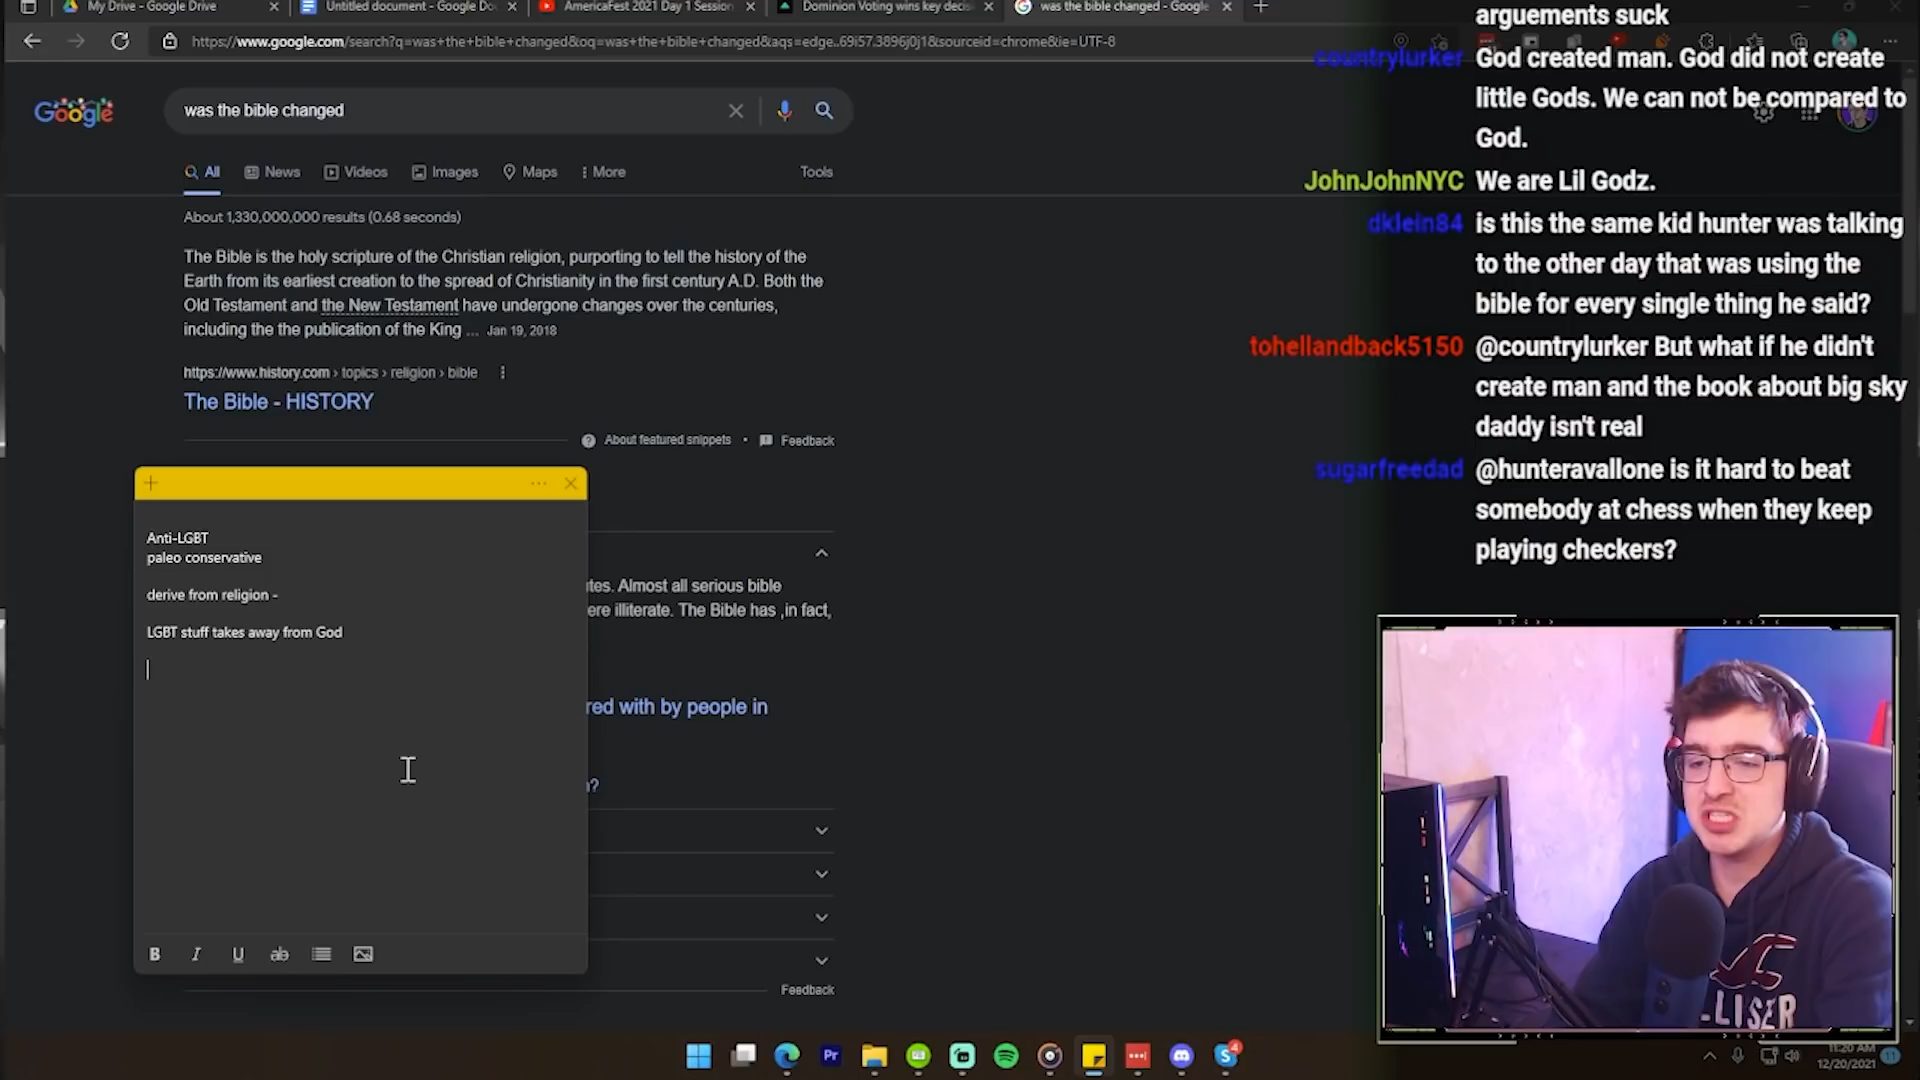 My Drive - Google Drive
Untitled document - Google Do
AmericaFest 2021 Day 1 Session
Dominion Voting wins key decis
was the bible changed - Google
https://www.google.com/search?q=was+the+bible+changed&oq=was+the+bible+changed&aqs=edge..69i57.3896j0j1&sourceid=chrome&ie=UTF-8
Google
was the bible changed
All
News
Videos
Images
Maps
More
Tools
About 1,330,000,000 results (0.68 seconds)
The Bible is the holy scripture of the Christian religion, purporting to tell the history of the
Earth from its earliest creation to the spread of Christianity in the first century A.D. Both the
Old Testament and the New Testament have undergone changes over the centuries,
including the the publication of the King ... Jan 19, 2018
https://www.history.com › topics › religion › bible
The Bible - HISTORY
About featured snippets
Feedback
Anti-LGBT
paleo conservative
derive from religion -
LGBT stuff takes away from God
B I U ab
tes. Almost all serious bible
ere illiterate. The Bible has ,in fact,
red with by people in
?
Feedback
arguements suck
countrylurker God created man. God did not create
little Gods. We can not be compared to
God.
JohnJohnNYC We are Lil Godz.
dklein84 is this the same kid hunter was talking
to the other day that was using the
bible for every single thing he said?
tohellandback5150 @countrylurker But what if he didn't
create man and the book about big sky
daddy isn't real
sugarfreedad @hunteravallone is it hard to beat
somebody at chess when they keep
playing checkers?
LISER
Pr
4
11:20 AM
12/20/2021